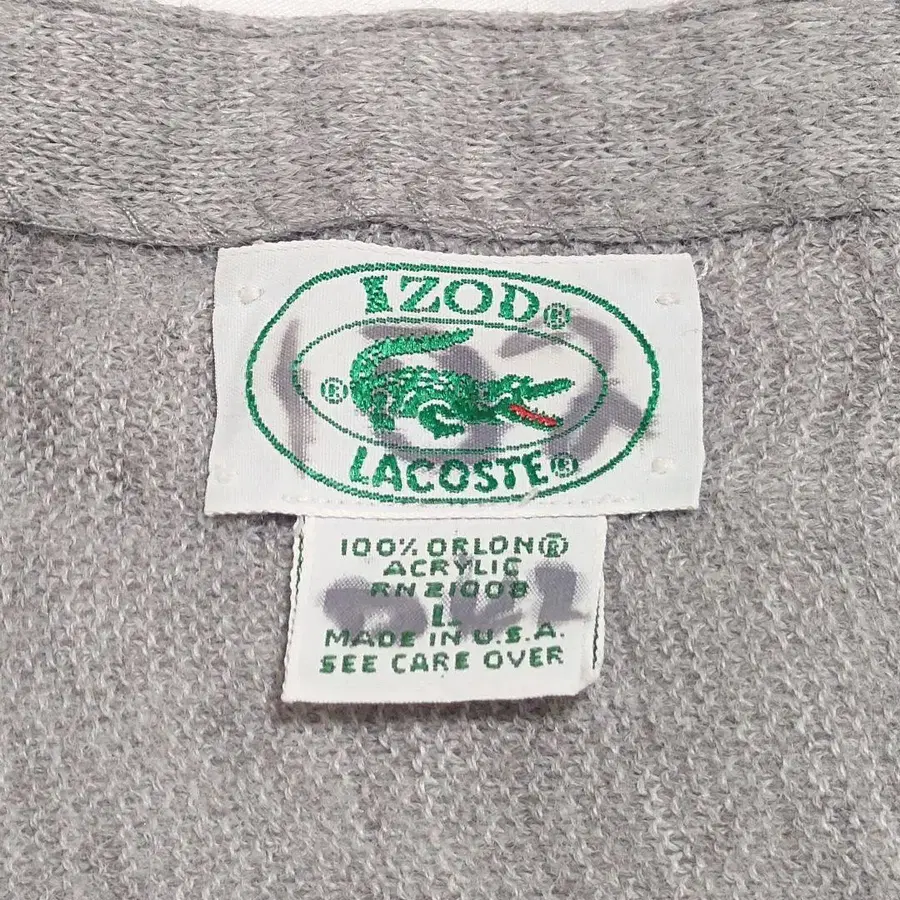 IZOD®
®
LACOSTE®
100% ORLON®
ACRYLIC
RN 21008
L
MADE IN U.S.A.
SEE CARE OVER